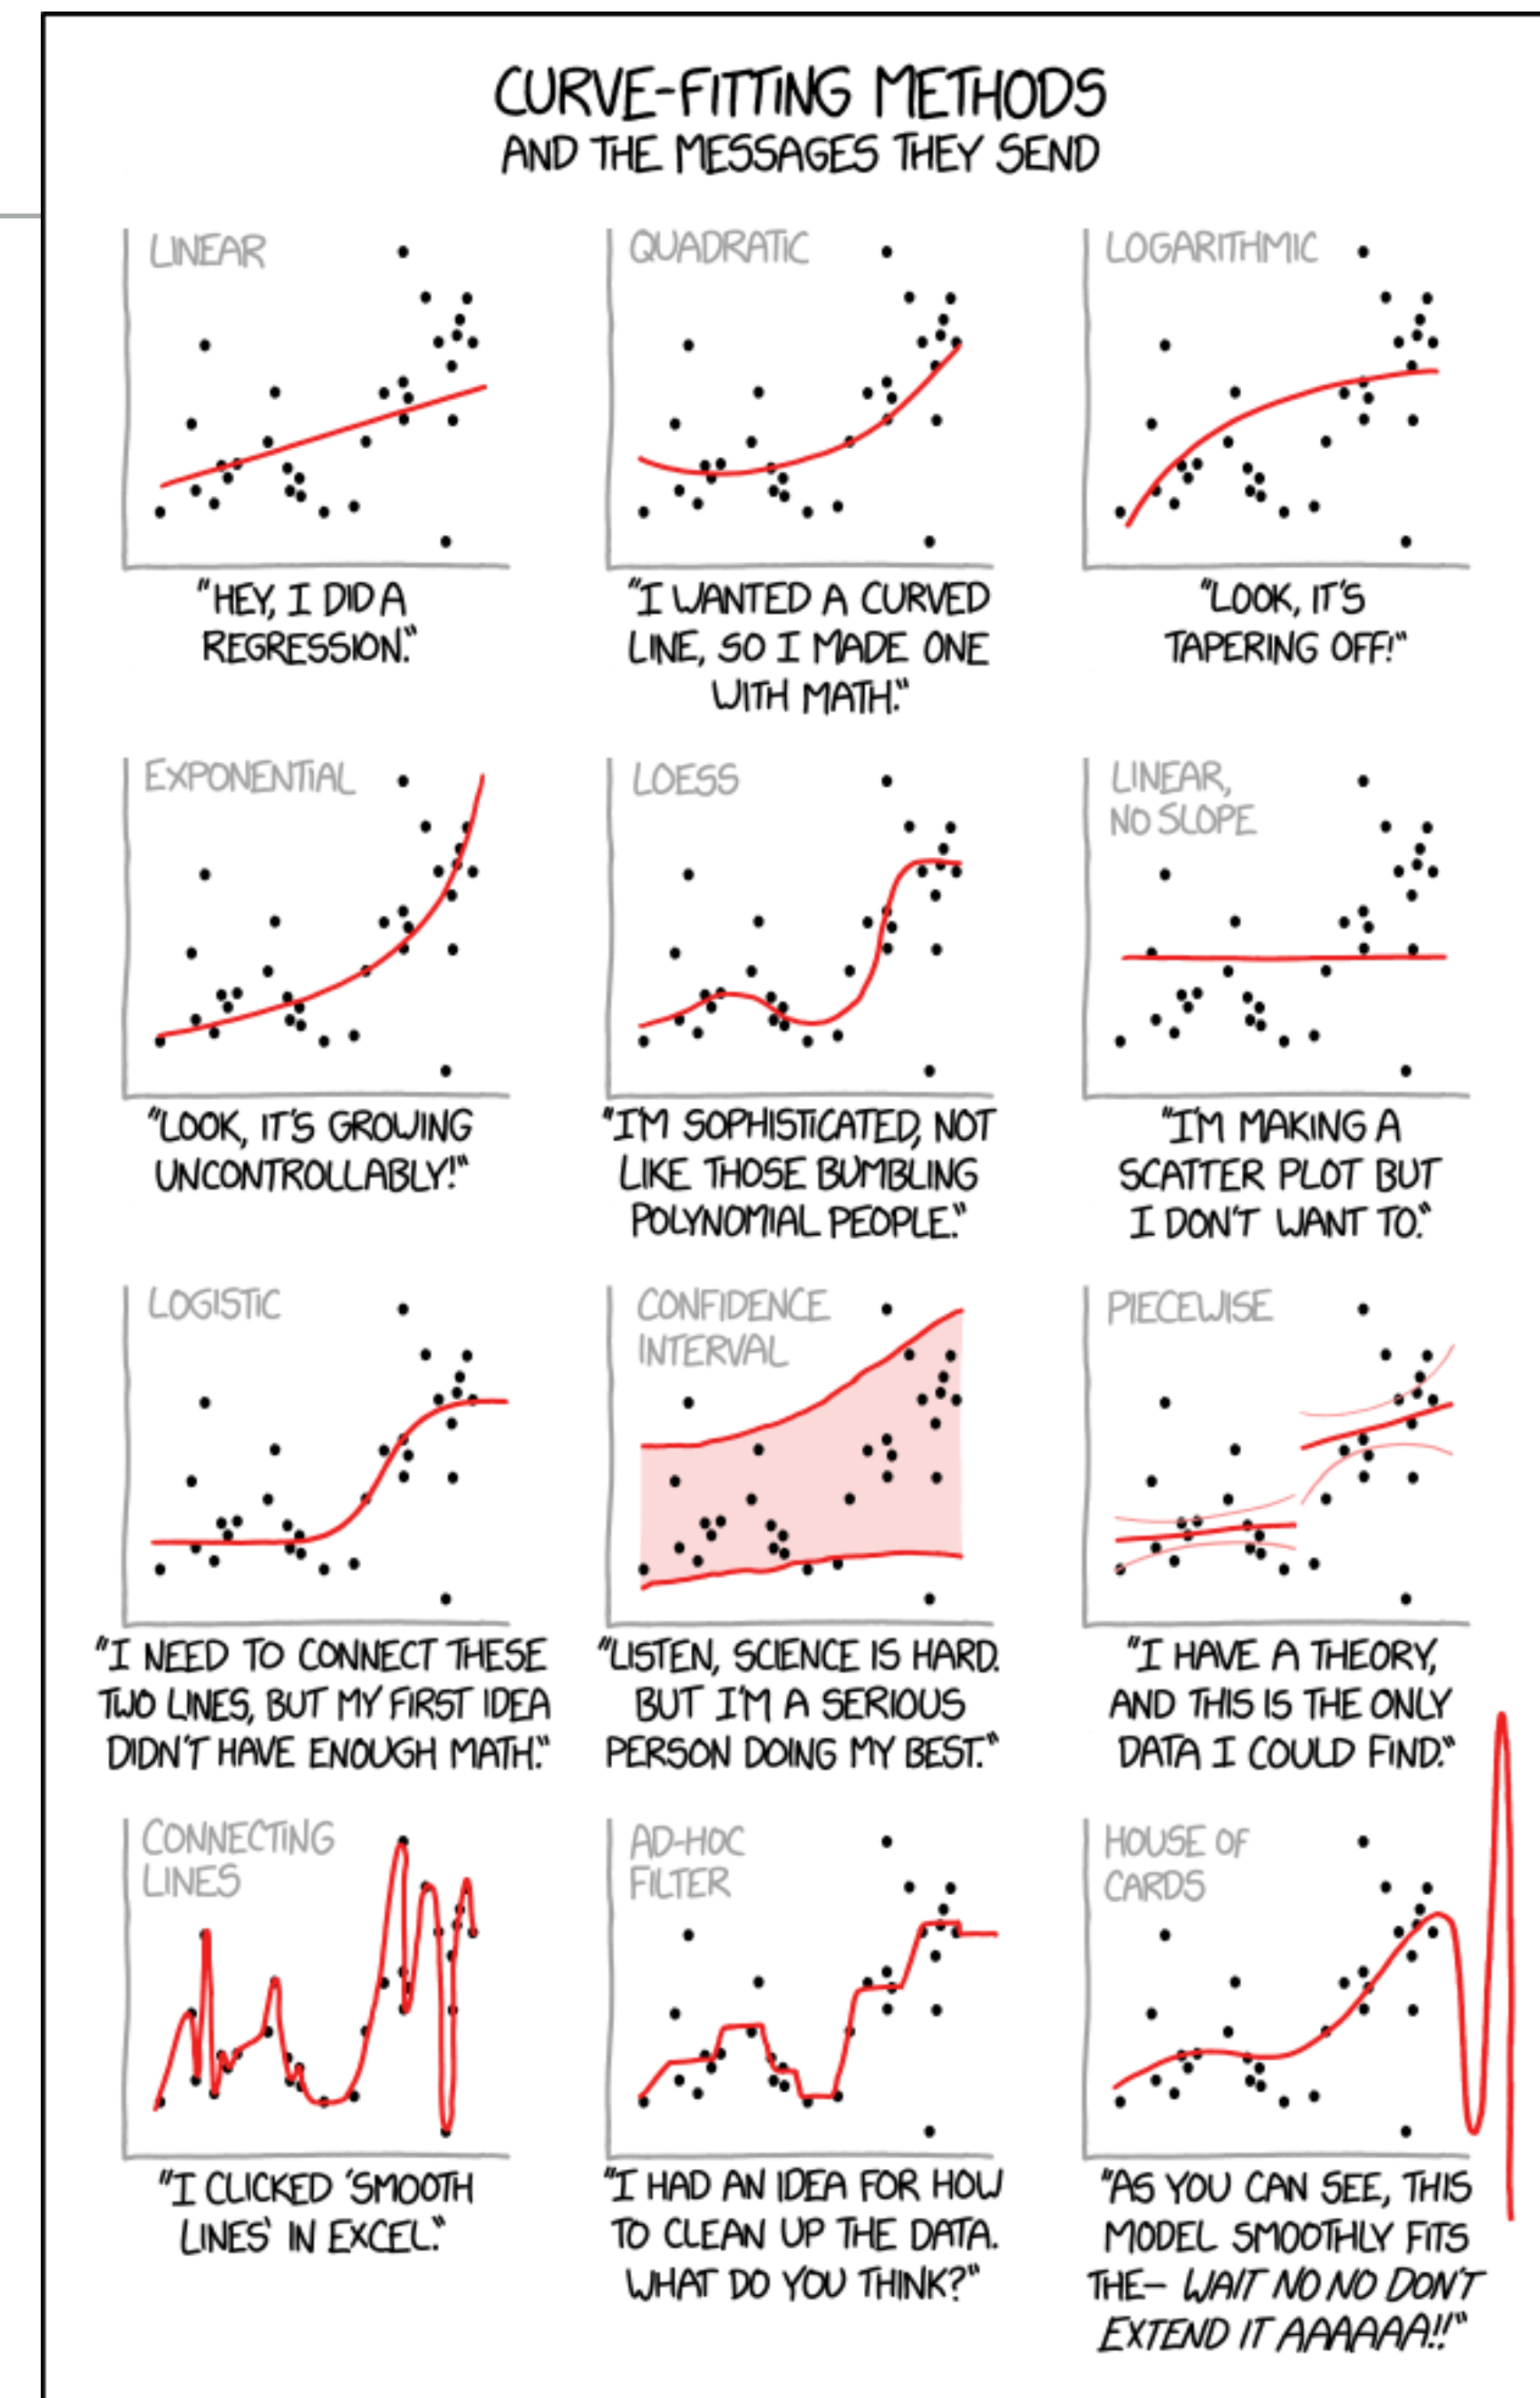 CURVE-FITTING METHODS
AND THE MESSAGES THEY SEND
LINEAR
"HEY, I DID A
REGRESSION."
QUADRATIC
"I WANTED A CURVED
LINE, SO I MADE ONE
WITH MATH."
LOGARITHMIC
"LOOK, IT'S
TAPERING OFF!"
EXPONENTIAL
"LOOK, IT'S GROWING
UNCONTROLLABLY!"
LOESS
"I'M SOPHISTICATED, NOT
LIKE THOSE BUMBLING
POLYNOMIAL PEOPLE."
LINEAR,
NO SLOPE
"I'M MAKING A
SCATTER PLOT BUT
I DON'T WANT TO."
LOGISTIC
"I NEED TO CONNECT THESE
TWO LINES, BUT MY FIRST IDEA
DIDN'T HAVE ENOUGH MATH."
CONFIDENCE
INTERVAL
"LISTEN, SCIENCE IS HARD.
BUT I'M A SERIOUS
PERSON DOING MY BEST."
PIECEWISE
"I HAVE A THEORY,
AND THIS IS THE ONLY
DATA I COULD FIND."
CONNECTING
LINES
"I CLICKED 'SMOOTH
LINES' IN EXCEL."
AD-HOC
FILTER
"I HAD AN IDEA FOR HOW
TO CLEAN UP THE DATA.
WHAT DO YOU THINK?"
HOUSE OF
CARDS
"AS YOU CAN SEE, THIS
MODEL SMOOTHLY FITS
THE– WAIT NO NO DON'T
EXTEND IT AAAAAA!!"